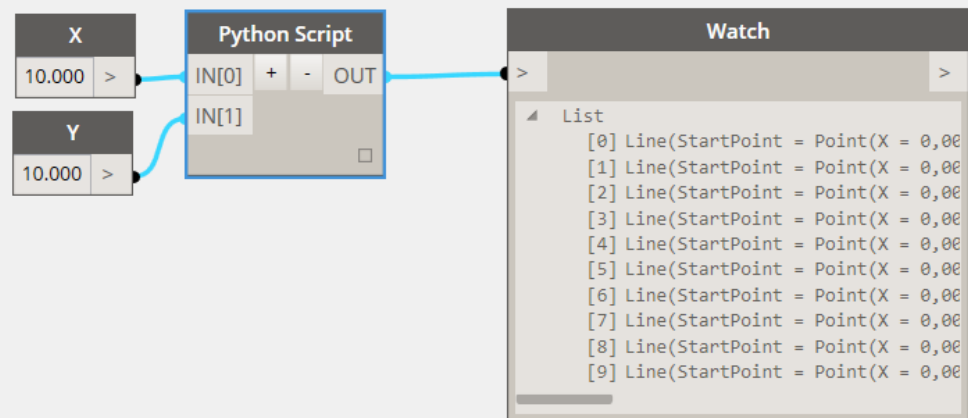 X
10.000 >
Y
10.000 >
Python Script
IN[0] + - OUT
IN[1]
Watch
> >
List
[0] Line(StartPoint = Point(X = 0,00
[1] Line(StartPoint = Point(X = 0,00
[2] Line(StartPoint = Point(X = 0,00
[3] Line(StartPoint = Point(X = 0,00
[4] Line(StartPoint = Point(X = 0,00
[5] Line(StartPoint = Point(X = 0,00
[6] Line(StartPoint = Point(X = 0,00
[7] Line(StartPoint = Point(X = 0,00
[8] Line(StartPoint = Point(X = 0,00
[9] Line(StartPoint = Point(X = 0,00